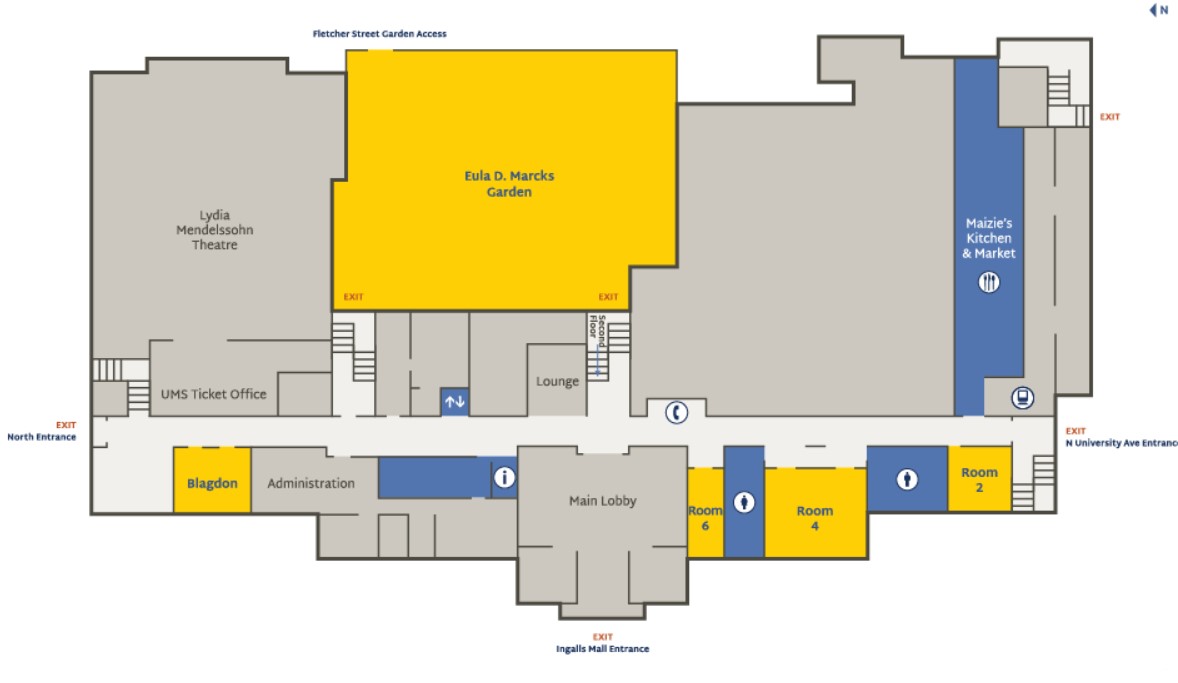 N
Fletcher Street Garden Access
EXIT
Eula D. Marcks
Garden
Lydia
Mendelssohn
Theatre
Maizie's
Kitchen
& Market
EXIT
EXIT
Second
Floor
Lounge
UMS Ticket Office
EXIT
North Entrance
EXIT
N University Ave Entranc
Blagdon
Administration
i
Main Lobby
Room
6
Room
4
Room
2
EXIT
Ingalls Mall Entrance